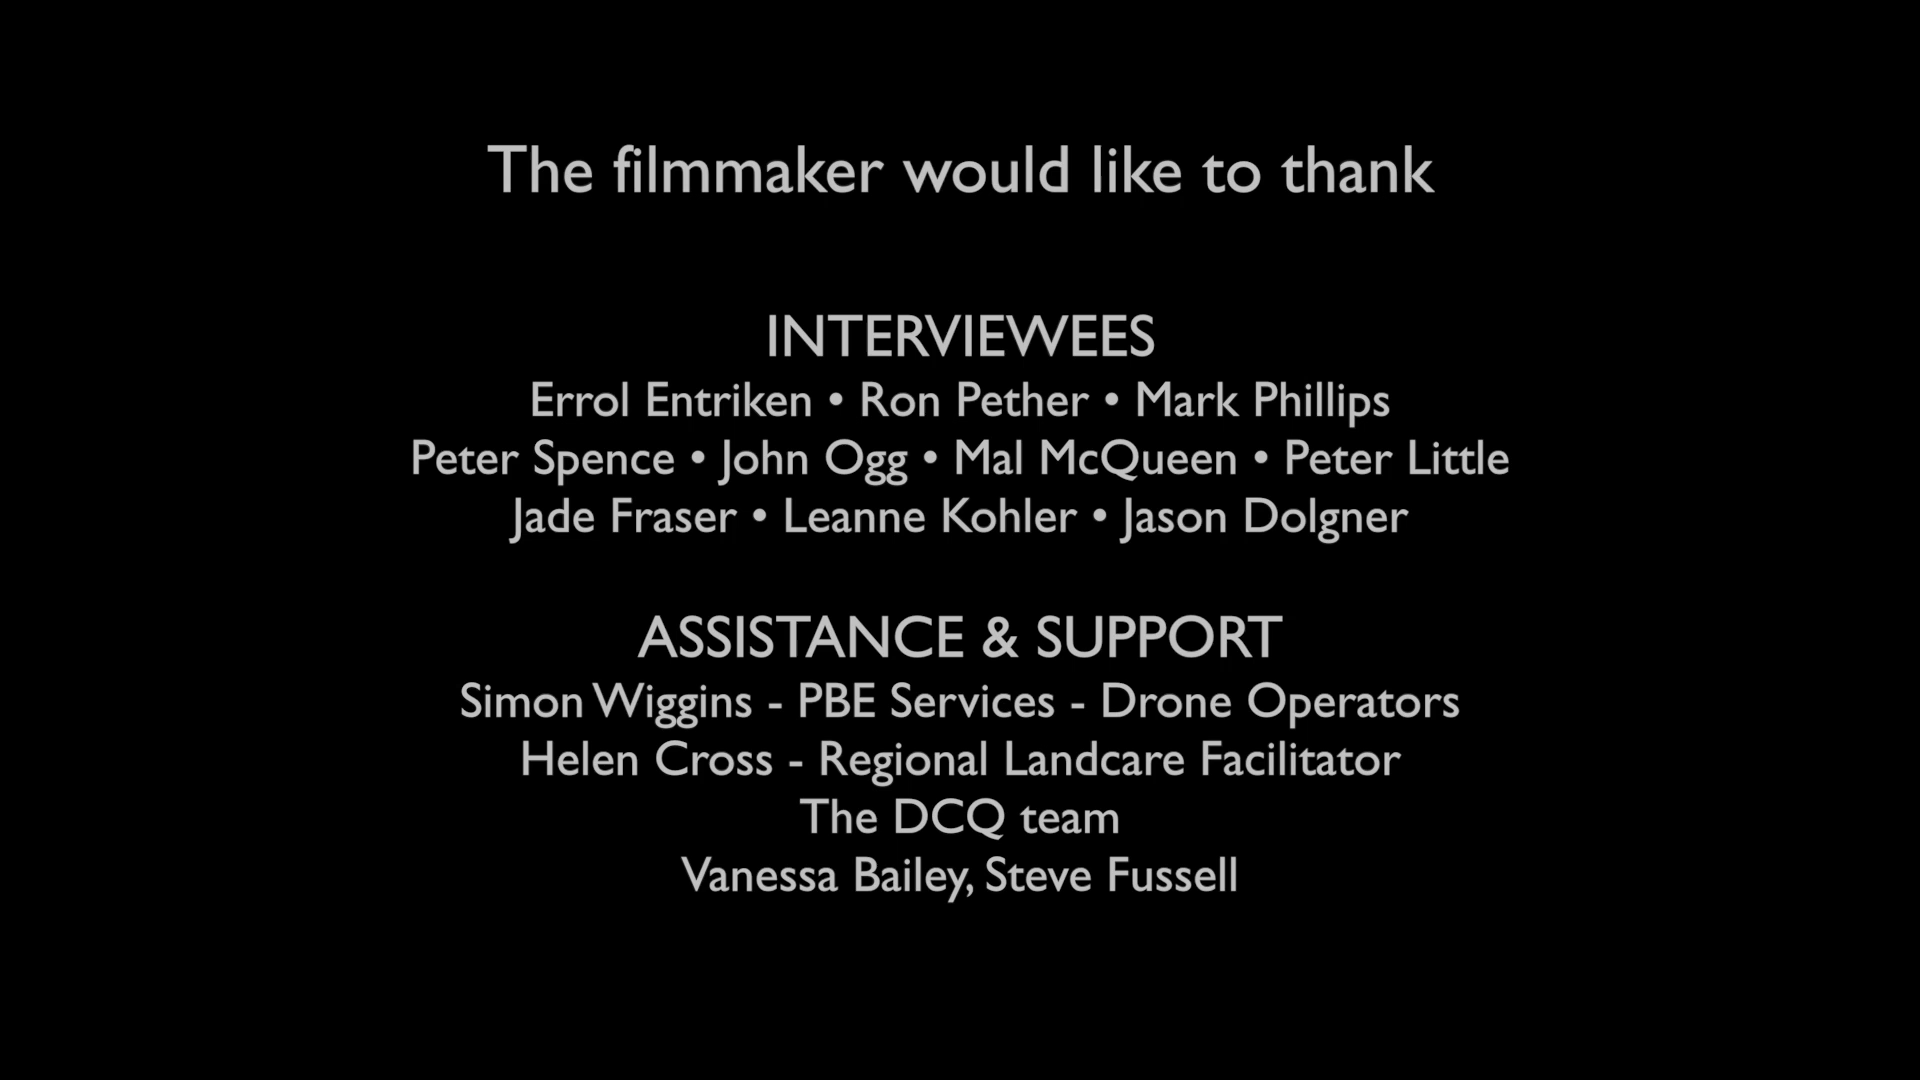 The filmmaker would like to thank
INTERVIEWEES
Errol Entriken • Ron Pether • Mark Phillips
Peter Spence • John Ogg • Mal McQueen • Peter Little
Jade Fraser • Leanne Kohler • Jason Dolgner
ASSISTANCE & SUPPORT
Simon Wiggins - PBE Services - Drone Operators
Helen Cross - Regional Landcare Facilitator
The DCQ team
Vanessa Bailey, Steve Fussell